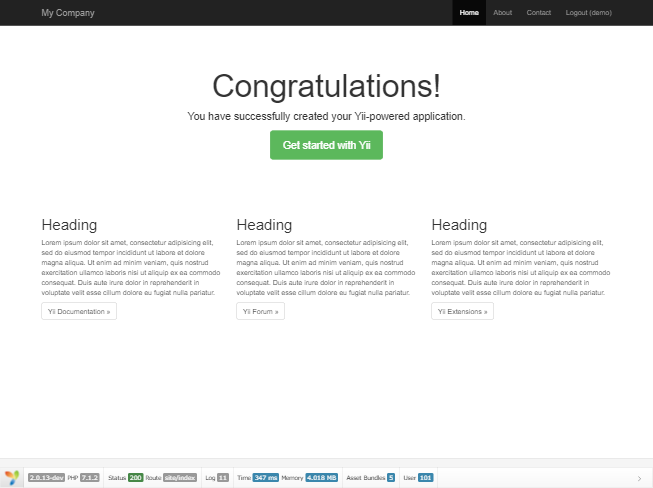 My Company Home About Contact Logout (demo)
Congratulations!
You have successfully created your Yii-powered application.
Get started with Yii
Heading
Lorem ipsum dolor sit amet, consectetur adipisicing elit,
sed do eiusmod tempor incididunt ut labore et dolore
magna aliqua. Ut enim ad minim veniam, quis nostrud
exercitation ullamco laboris nisi ut aliquip ex ea commodo
consequat. Duis aute irure dolor in reprehenderit in
voluptate velit esse cillum dolore eu fugiat nulla pariatur.
Yii Documentation »
Heading
Lorem ipsum dolor sit amet, consectetur adipisicing elit,
sed do eiusmod tempor incididunt ut labore et dolore
magna aliqua. Ut enim ad minim veniam, quis nostrud
exercitation ullamco laboris nisi ut aliquip ex ea commodo
consequat. Duis aute irure dolor in reprehenderit in
voluptate velit esse cillum dolore eu fugiat nulla pariatur.
Yii Forum »
Heading
Lorem ipsum dolor sit amet, consectetur adipisicing elit,
sed do eiusmod tempor incididunt ut labore et dolore
magna aliqua. Ut enim ad minim veniam, quis nostrud
exercitation ullamco laboris nisi ut aliquip ex ea commodo
consequat. Duis aute irure dolor in reprehenderit in
voluptate velit esse cillum dolore eu fugiat nulla pariatur.
Yii Extensions »
2.0.13-dev PHP 7.1.2 Status 200 Route site/index Log 11 Time 347 ms Memory 4.018 MB Asset Bundles 5 User 101 ›